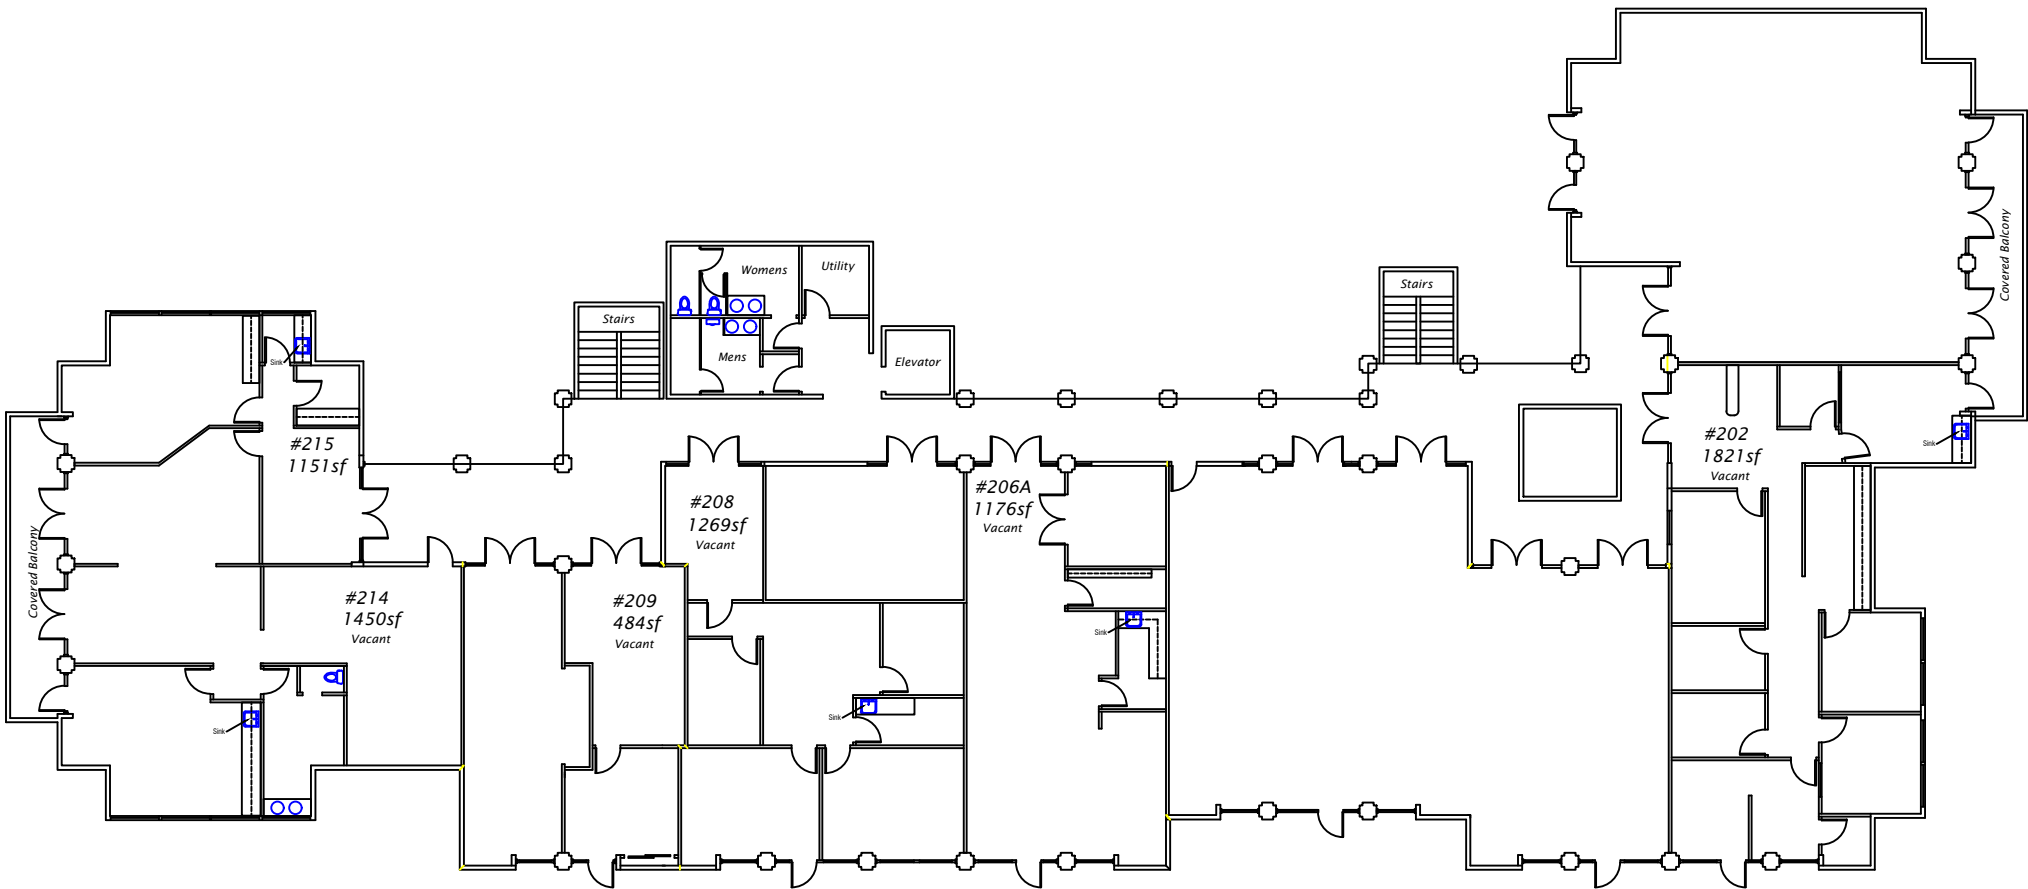 Womens
Utility
Stairs
Mens
Elevator
Stairs
Covered Balcony
Sink
#215
1151sf
#202
1821sf
Vacant
Sink
#208
1269sf
Vacant
#206A
1176sf
Vacant
Covered Balcony
#214
1450sf
Vacant
#209
484sf
Vacant
Sink
Sink
Sink